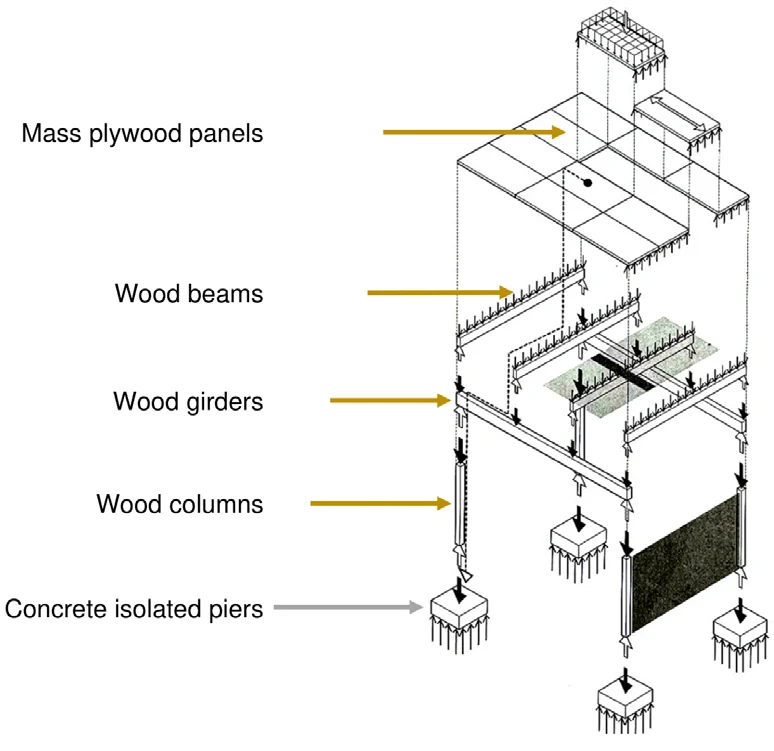 Mass plywood panels
Wood beams
Wood girders
Wood columns
Concrete isolated piers